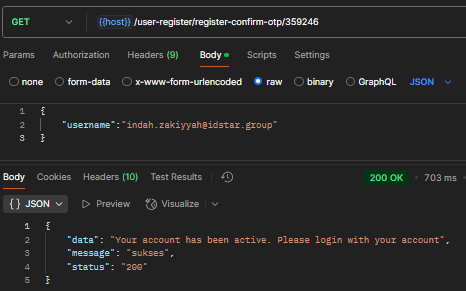 GET {{host}} /user-register/register-confirm-otp/359246
Params Authorization Headers (9) Body Scripts Settings
none form-data x-www-form-urlencoded raw binary GraphQL JSON
1 {
2 "username":"indah.zakiyyah@idstar.group"
3 }
Body Cookies Headers (10) Test Results 200 OK • 703 ms •
{} JSON Preview Visualize
1 {
2 "data": "Your account has been active. Please login with your account",
3 "message": "sukses",
4 "status": "200"
5 }